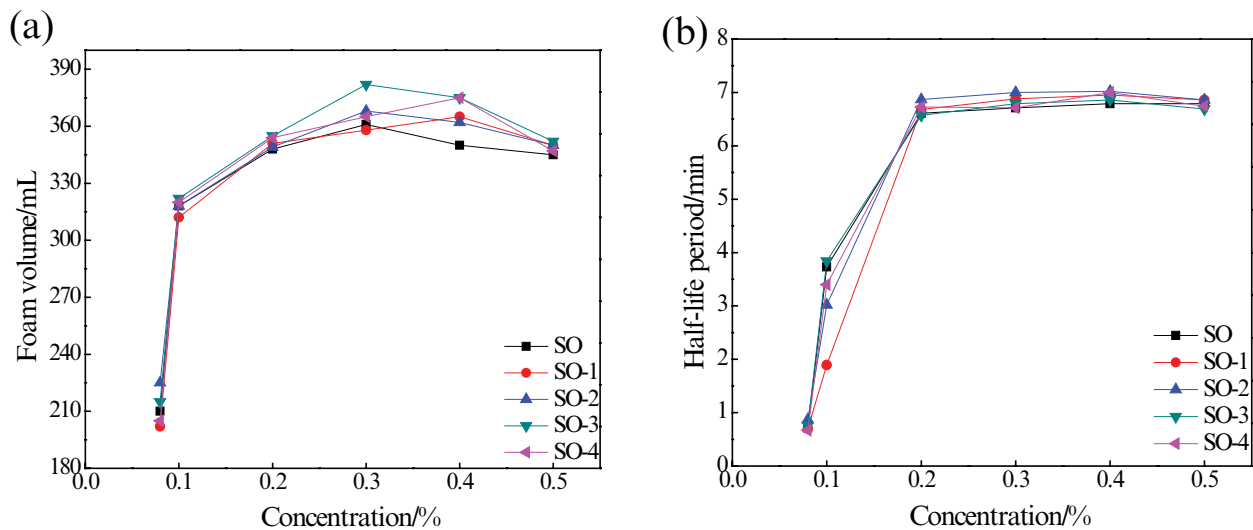 (a)
Foam volume/mL
390
360
330
300
270
240
210
180
0.0
0.1
0.2
0.3
0.4
0.5
Concentration/%
SO
SO-1
SO-2
SO-3
SO-4
(b)
Half-life period/min
8
7
6
5
4
3
2
1
0
0.0
0.1
0.2
0.3
0.4
0.5
Concentration/%
SO
SO-1
SO-2
SO-3
SO-4